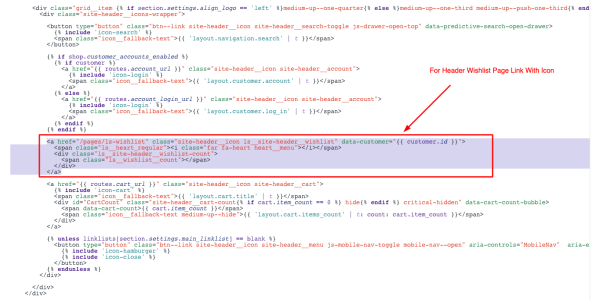 <div class="grid__item {% if section.settings.align_logo == 'left' %}medium-up--one-quarter{% else %}medium-up--one-third medium-up--push-one-third{% end
<div class="site-header__icons-wrapper">
<button type="button" class="btn--link site-header__icon site-header__search-toggle js-drawer-open-top" data-predictive-search-open-drawer>
{% include 'icon-search' %}
<span class="icon__fallback-text">{{ 'layout.navigation.search' | t }}</span>
</button>
{% if shop.customer_accounts_enabled %}
{% if customer %}
<a href="{{ routes.account_url }}" class="site-header__icon site-header__account">
{% include 'icon-login' %}
<span class="icon__fallback-text">{{ 'layout.customer.account' | t }}</span>
</a>
{% else %}
<a href="{{ routes.account_login_url }}" class="site-header__icon site-header__account">
{% include 'icon-login' %}
<span class="icon__fallback-text">{{ 'layout.customer.log_in' | t }}</span>
</a>
{% endif %}
{% endif %}
For Header Wishlist Page Link With Icon
<a href="/pages/iz-wishlist" class="site-header__icon ls__site-header__wishlist" data-customer="{{ customer.id }}">
<span class="ls__heart_reguler"><i class="far fa-heart heart__menu"></i></span>
<div class="ls__site-header__wishlist-count">
<span class="ls__wishlist_count"></span>
</div>
</a>
<a href="{{ routes.cart_url }}" class="site-header__icon site-header__cart">
{% include 'icon-cart' %}
<span class="icon__fallback-text">{{ 'layout.cart.title' | t }}</span>
<div id="CartCount" class="site-header__cart-count{% if cart.item_count == 0 %} hide{% endif %} critical-hidden" data-cart-count-bubble>
<span data-cart-count>{{ cart.item_count }}</span>
<span class="icon__fallback-text medium-up--hide">{{ 'layout.cart.items_count' | t: count: cart.item_count }}</span>
</div>
</a>
{% unless linklists[section.settings.main_linklist] == blank %}
<button type="button" class="btn--link site-header__icon site-header__menu js-mobile-nav-toggle mobile-nav--open" aria-controls="MobileNav" aria-e
{% include 'icon-hamburger' %}
{% include 'icon-close' %}
</button>
{% endunless %}
</div>
</div>
</div>